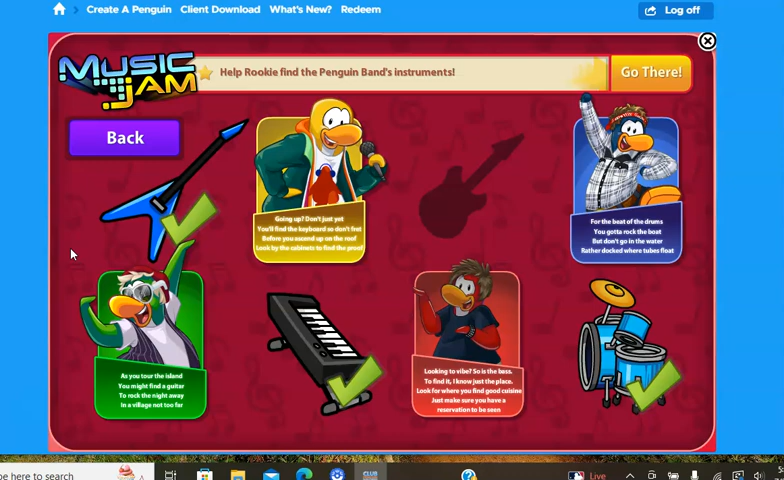 Create A Penguin Client Download What's New? Redeem
Log off
MUSIC JAM
Help Rookie find the Penguin Band's instruments!
Go There!
Back
Going up? Don't just yet
You'll find the keyboard so don't fret
Before you ascend up on the roof
Look by the cabinets to find the proof
For the beat of the drums
You gotta rock the boat
But don't go in the water
Rather docked where tubes float
As you tour the island
You might find a guitar
To rock the night away
In a village not too far
Looking to vibe? So is the bass.
To find it, I know just the place.
Look for where you find good cuisine
Just make sure you have a
reservation to be seen
pe here to search
CLUB
Live
5: